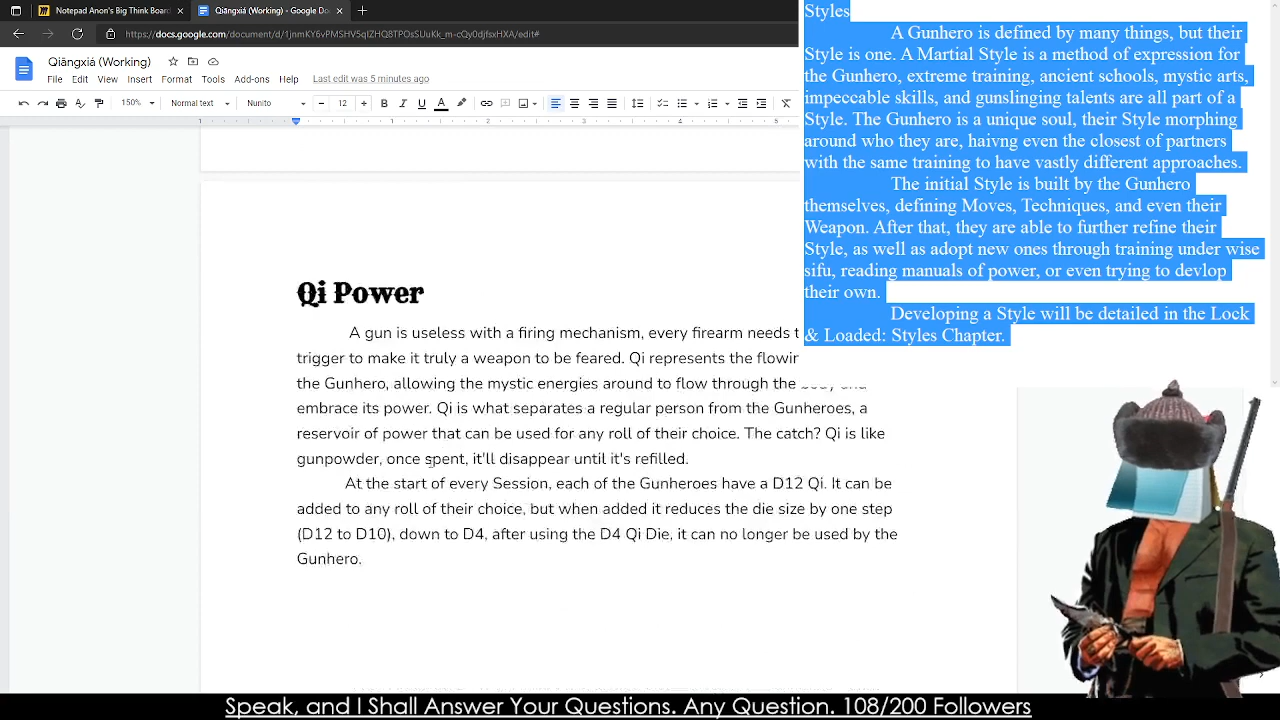 Notepad Anon's Big Think Board
Qiāngxiá (Working) - Google Do
https://docs.google.com/document/d/1jnmKY6vPMSHV5qIZHQ8TPOsSuUKk_m-cQy0djfsxHXA/edit#
Qiāngxiá (Working)
File Edit View Insert Format Tools Add-ons Help Last edit was 5 minutes ago
150% Normal text Nunito 12 B I U A
1 1 2 3 4
Qi Power
A gun is useless with a firing mechanism, every firearm needs t
trigger to make it truly a weapon to be feared. Qi represents the flowin
the Gunhero, allowing the mystic energies around to flow through the body and
embrace its power. Qi is what separates a regular person from the Gunheroes, a
reservoir of power that can be used for any roll of their choice. The catch? Qi is like
gunpowder, once spent, it'll disappear until it's refilled.
At the start of every Session, each of the Gunheroes have a D12 Qi. It can be
added to any roll of their choice, but when added it reduces the die size by one step
(D12 to D10), down to D4, after using the D4 Qi Die, it can no longer be used by the
Gunhero.
Styles
A Gunhero is defined by many things, but their
Style is one. A Martial Style is a method of expression for
the Gunhero, extreme training, ancient schools, mystic arts,
impeccable skills, and gunslinging talents are all part of a
Style. The Gunhero is a unique soul, their Style morphing
around who they are, haivng even the closest of partners
with the same training to have vastly different approaches.
The initial Style is built by the Gunhero
themselves, defining Moves, Techniques, and even their
Weapon. After that, they are able to further refine their
Style, as well as adopt new ones through training under wise
sifu, reading manuals of power, or even trying to devlop
their own.
Developing a Style will be detailed in the Lock
& Loaded: Styles Chapter.
Speak, and I Shall Answer Your Questions. Any Question. 108/200 Followers